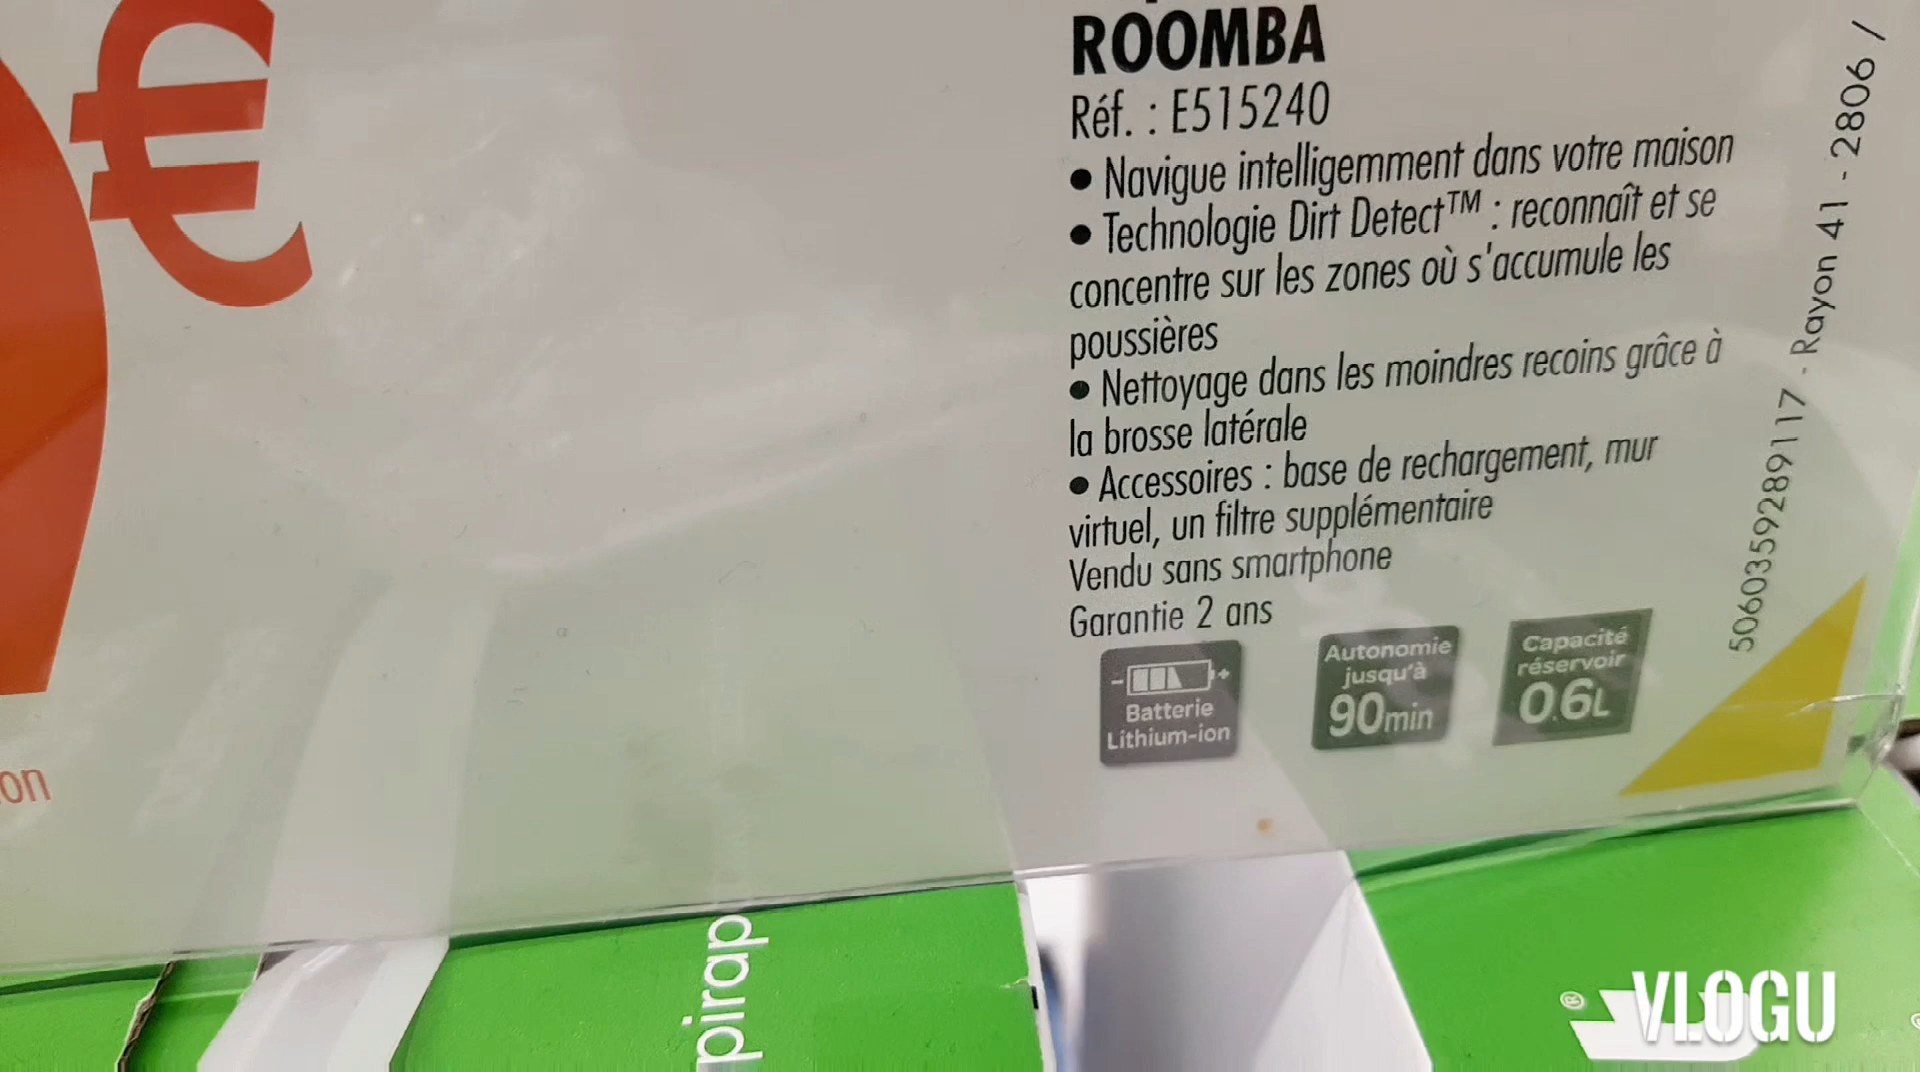 €
on
ROOMBA
Réf. : E515240
• Navigue intelligemment dans votre maison
• Technologie Dirt Detect™ : reconnaît et se
concentre sur les zones où s'accumule les
poussières
• Nettoyage dans les moindres recoins grâce à
la brosse latérale
• Accessoires : base de rechargement, mur
virtuel, un filtre supplémentaire
Vendu sans smartphone
Garantie 2 ans
- +
Batterie
Lithium-ion
Autonomie
jusqu'à
90min
Capacité
réservoir
0.6L
5060359289117 - Rayon 41 - 2806 /
pirap
®
VLOGU